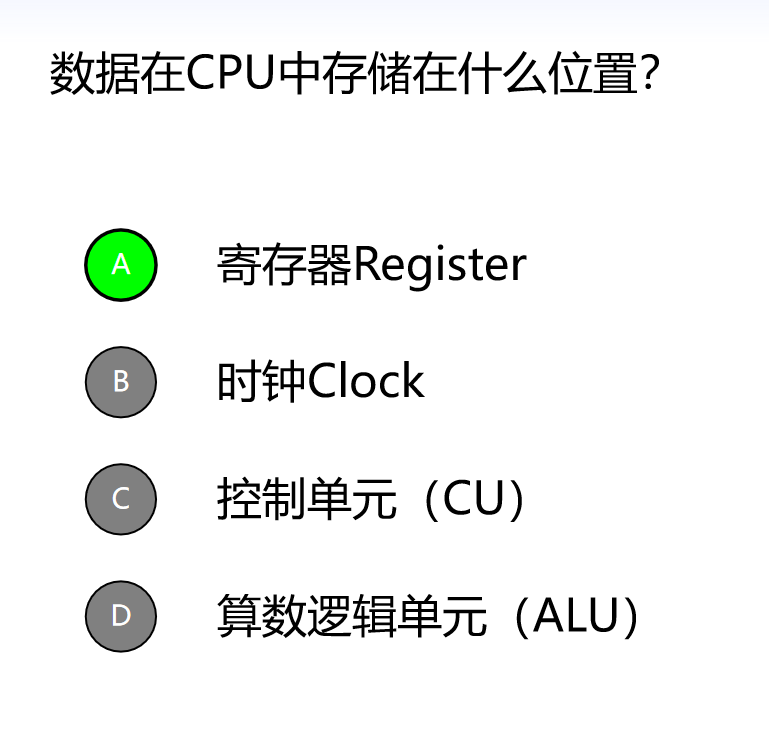 数据在CPU中存储在什么位置？
A 寄存器Register
B 时钟Clock
C 控制单元（CU）
D 算数逻辑单元（ALU）